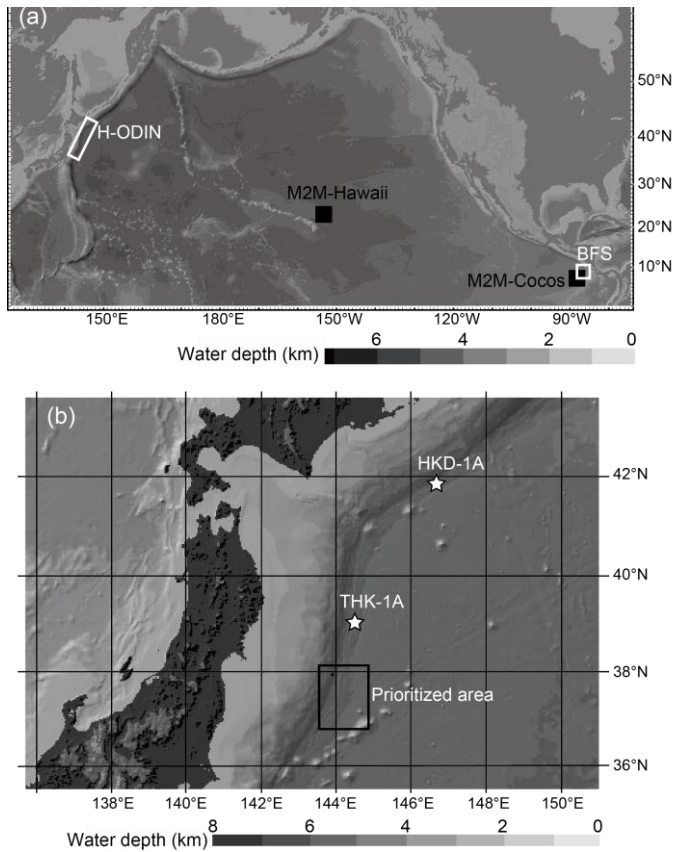 (a)
50°N
H-ODIN
40°N
30°N
M2M-Hawaii
20°N
BFS
M2M-Cocos
10°N
150°E 180°E 150°W 120°W 90°W
Water depth (km) 6 4 2 0
(b)
HKD-1A
42°N
40°N
THK-1A
38°N
Prioritized area
36°N
138°E 140°E 142°E 144°E 146°E 148°E 150°E
Water depth (km) 8 6 4 2 0